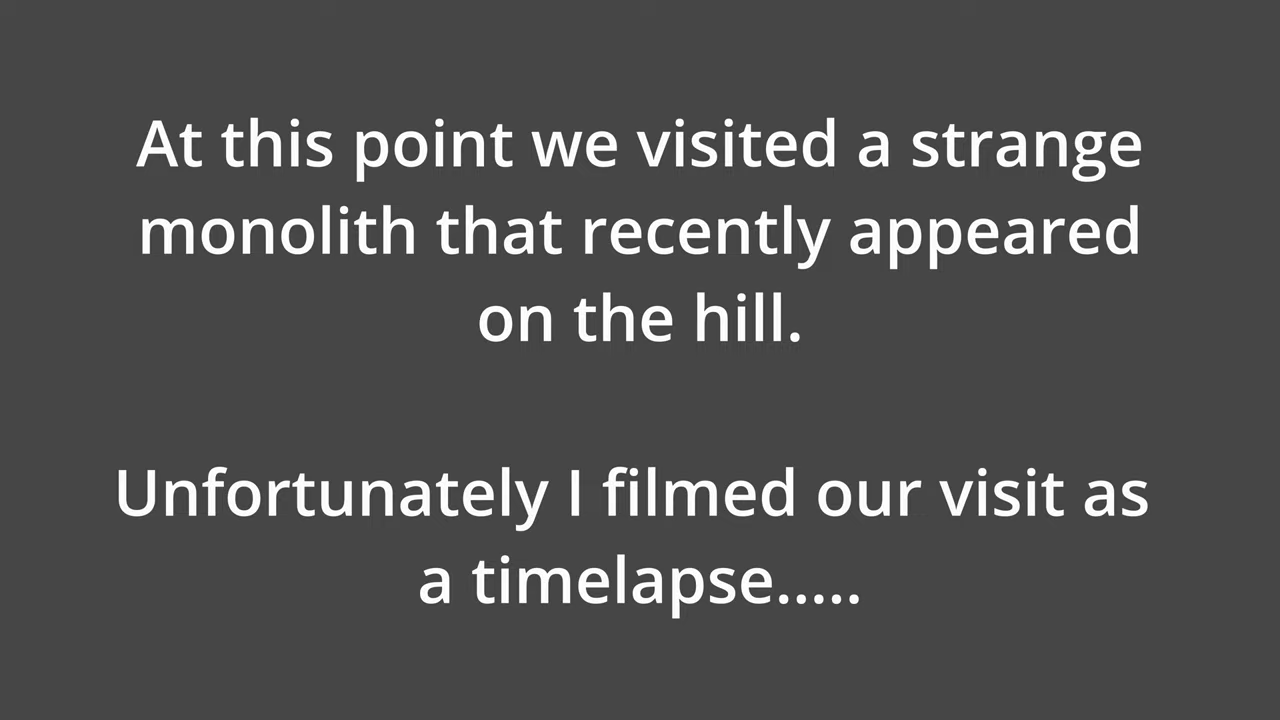 At this point we visited a strange
monolith that recently appeared
on the hill.
Unfortunately I filmed our visit as
a timelapse.....